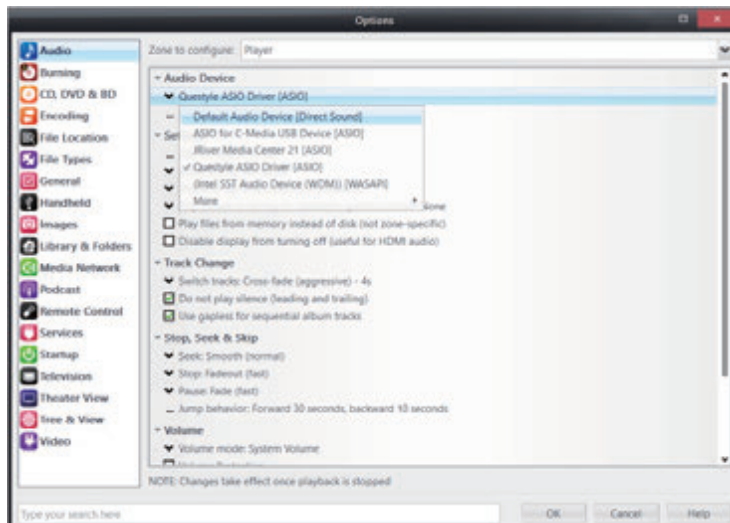 Options
Audio
Burning
CD, DVD & BD
Encoding
File Location
File Types
General
Handheld
Images
Library & Folders
Media Network
Podcast
Remote Control
Services
Startup
Television
Theater View
Tree & View
Video
Zone to configure: Player
Audio Device
Questyle ASIO Driver [ASIO]
Default Audio Device [Direct Sound]
ASIO for C-Media USB Device [ASIO]
JRiver Media Center 21 [ASIO]
Questyle ASIO Driver [ASIO]
(Intel SST Audio Device (WDM)) [WASAPI]
More
Play files from memory instead of disk (not zone-specific)
Disable display from turning off (useful for HDMI audio)
Track Change
Switch tracks: Cross-fade (aggressive) - 4s
Do not play silence (leading and trailing)
Use gapless for sequential album tracks
Stop, Seek & Skip
Seek: Smooth (normal)
Stop: Fadeout (fast)
Pause: Fade (fast)
Jump behavior: Forward 30 seconds, backward 10 seconds
Volume
Volume mode: System Volume
NOTE: Changes take effect once playback is stopped
Type your search here
OK
Cancel
Help